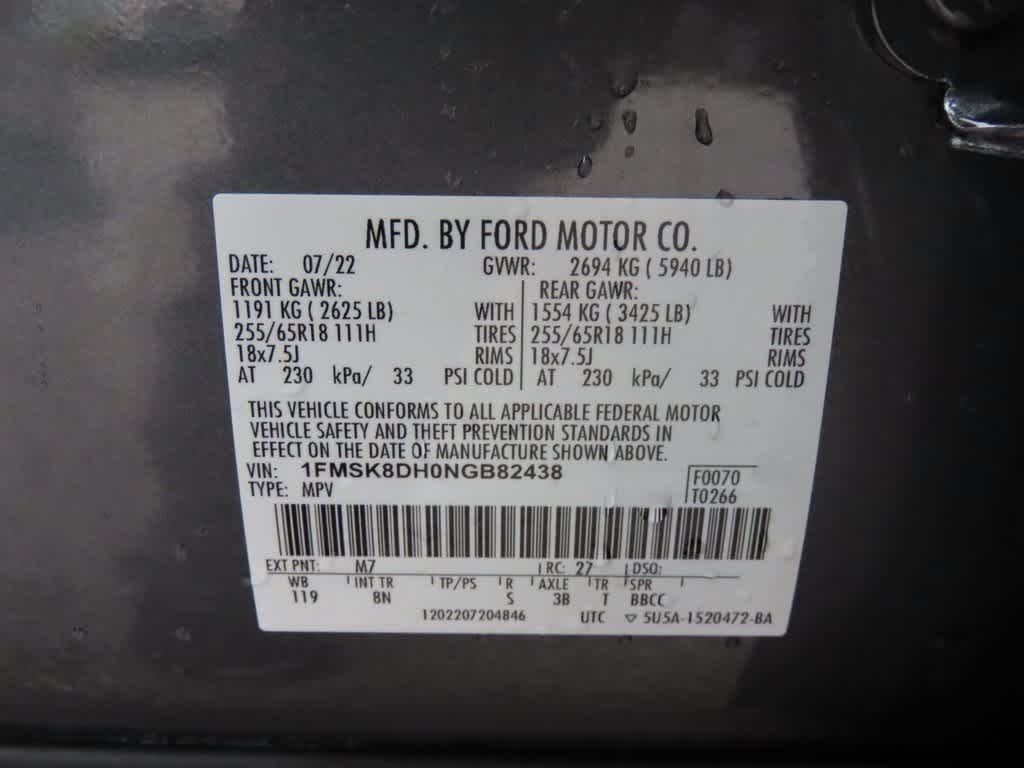 MFD. BY FORD MOTOR CO.
DATE: 07/22 GVWR: 2694 KG ( 5940 LB)
FRONT GAWR: REAR GAWR:
1191 KG ( 2625 LB) WITH 1554 KG ( 3425 LB) WITH
255/65R18 111H TIRES 255/65R18 111H TIRES
18x7.5J RIMS 18x7.5J RIMS
AT 230 kPa/ 33 PSI COLD AT 230 kPa/ 33 PSI COLD
THIS VEHICLE CONFORMS TO ALL APPLICABLE FEDERAL MOTOR
VEHICLE SAFETY AND THEFT PREVENTION STANDARDS IN
EFFECT ON THE DATE OF MANUFACTURE SHOWN ABOVE.
VIN: 1FMSK8DH0NGB82438 F0070
TYPE: MPV T0266
EXT PNT: M7 RC: 27 DSO:
WB INT TR TP/PS R AXLE TR SPR
119 8N S 3B T BBCC
1202207204846 UTC ▽ 5U5A-1520472-BA